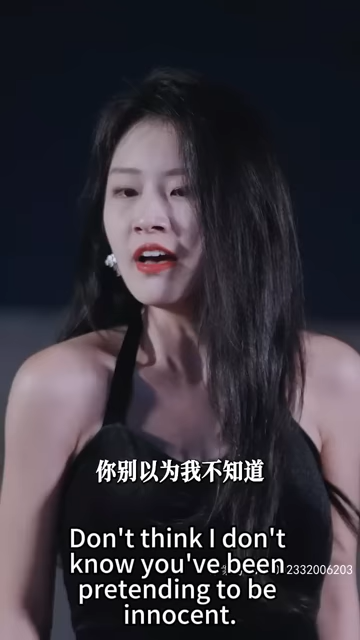 你别以为我不知道
Don't think I don't
know you've been
pretending to be
innocent.
2332006203